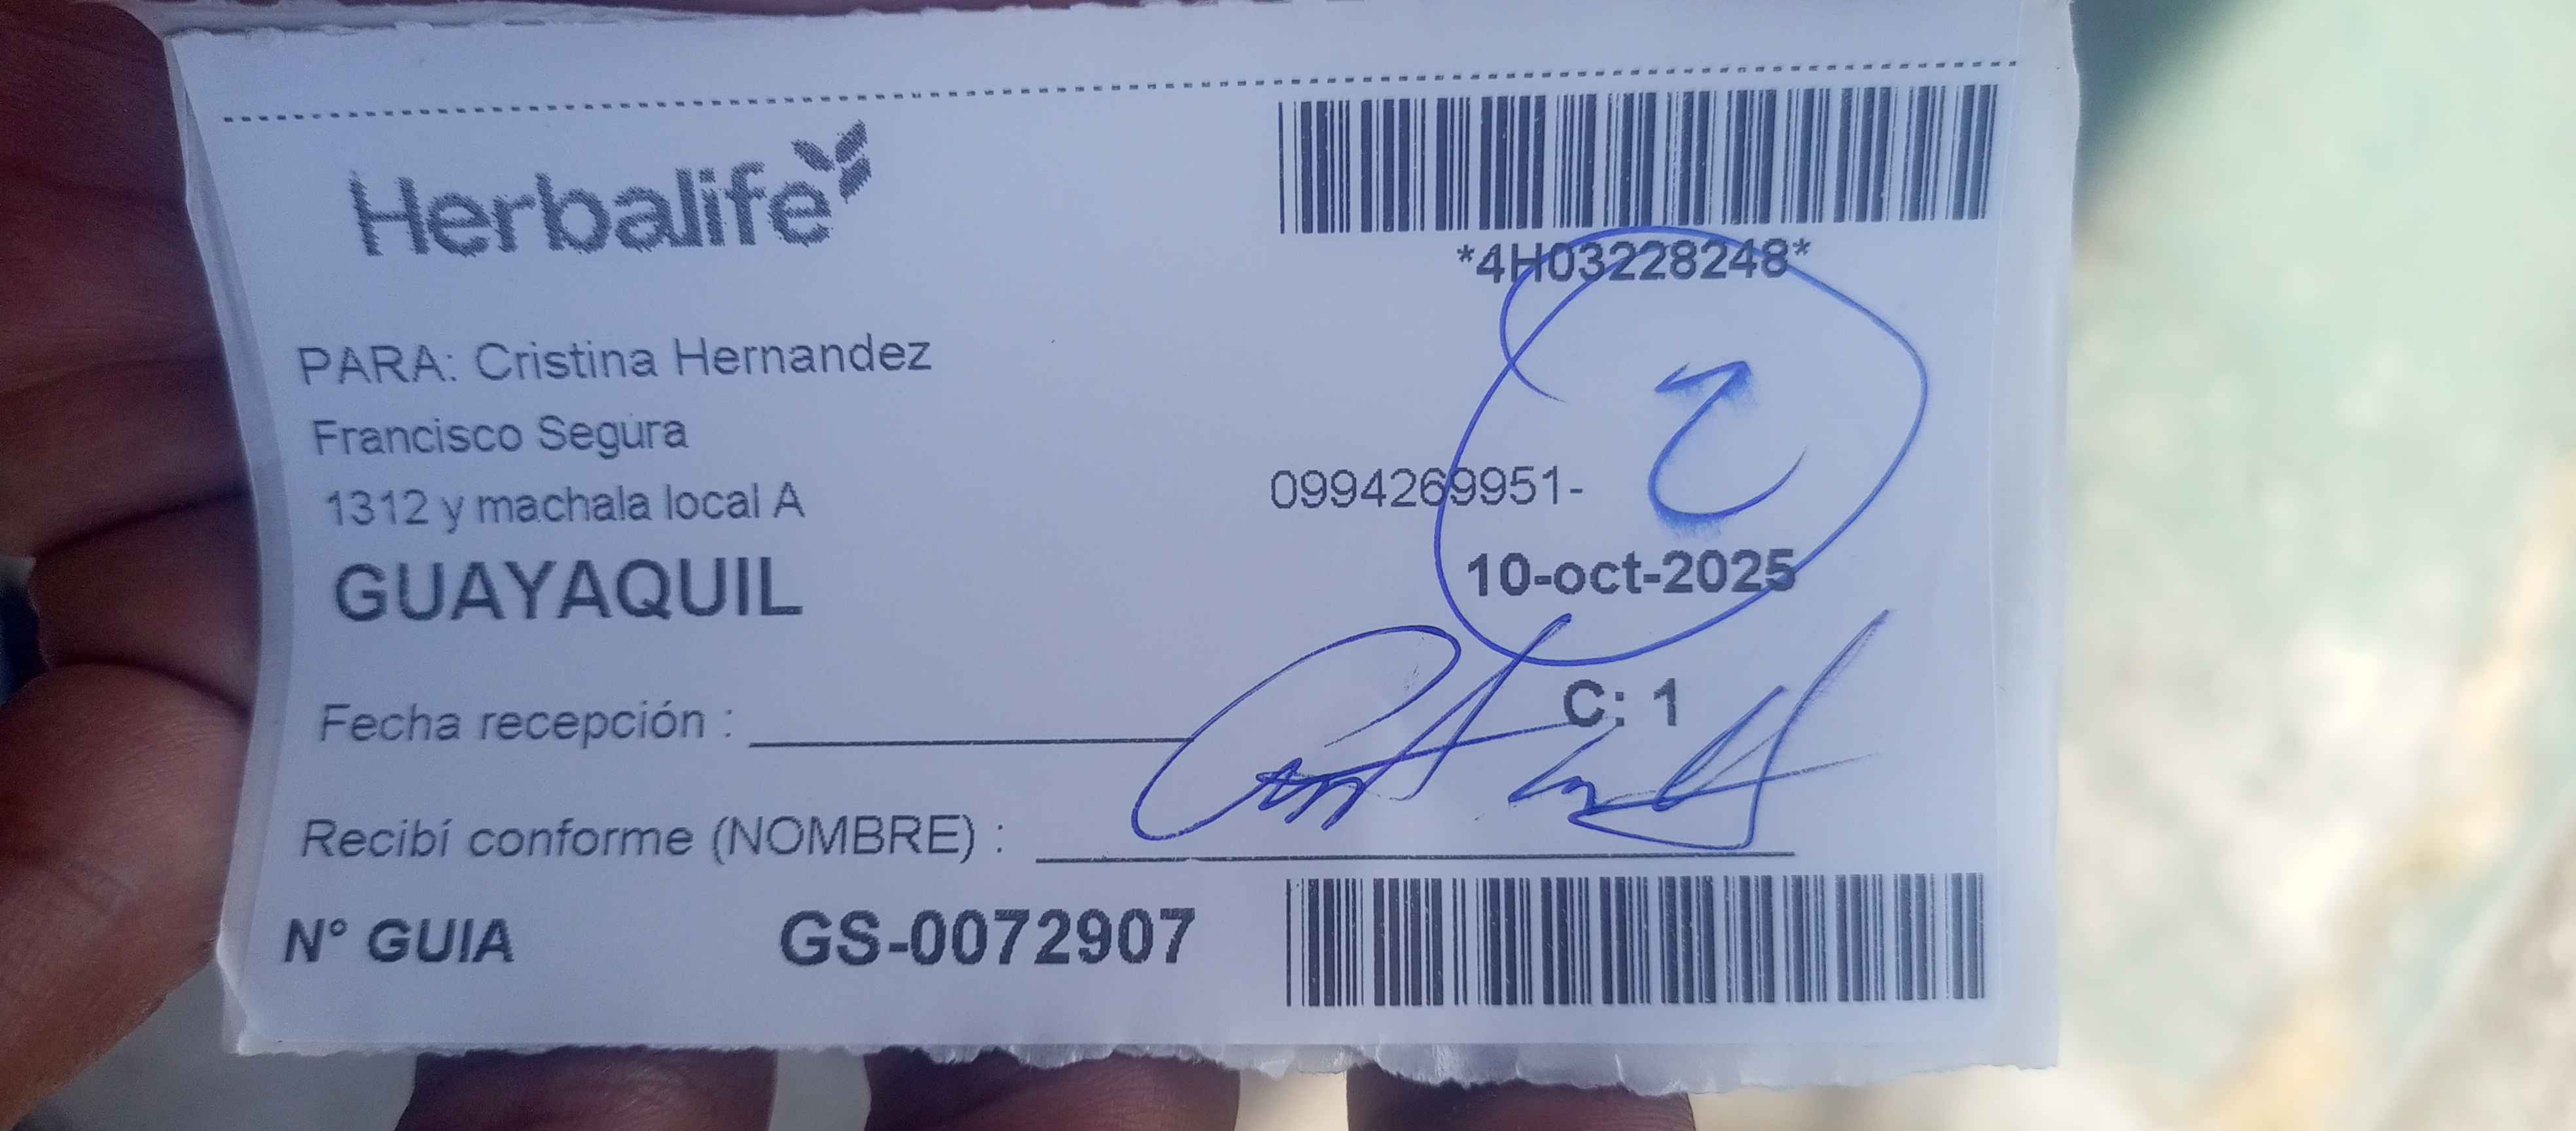 Herbalife
*4H03228248*
PARA: Cristina Hernandez
Francisco Segura
1312 y machala local A
0994269951-
GUAYAQUIL
10-oct-2025
C: 1
Fecha recepción :
Recibí conforme (NOMBRE) :
N° GUIA GS-0072907